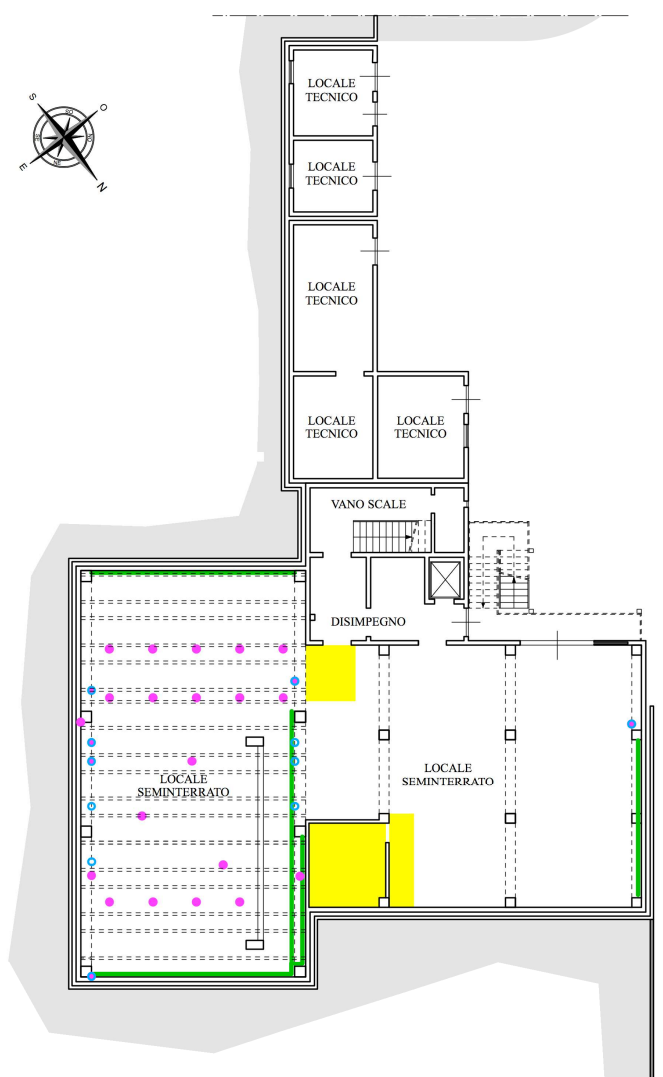 LOCALE
TECNICO
S
O
E
N
LOCALE
TECNICO
LOCALE
TECNICO
LOCALE
TECNICO
LOCALE
TECNICO
VANO SCALE
DISIMPEGNO
LOCALE
SEMINTERRATO
LOCALE
SEMINTERRATO